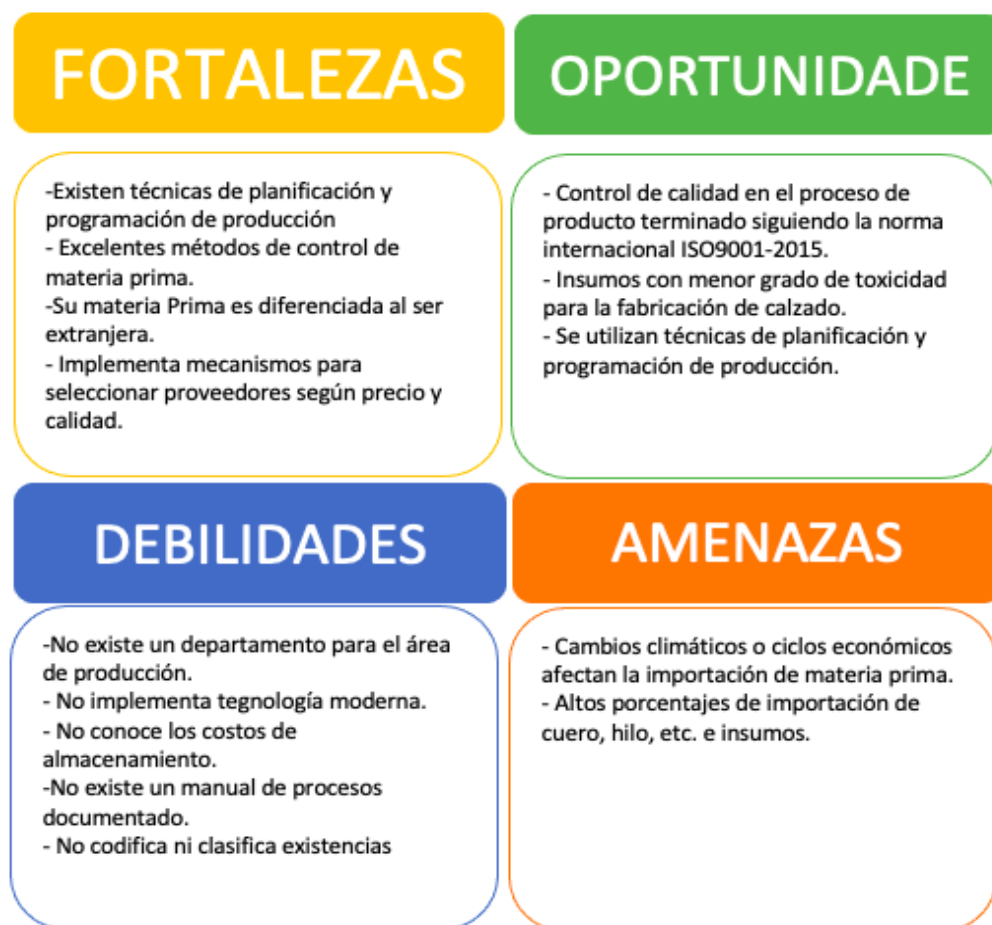 FORTALEZAS
-Existen técnicas de planificación y
programación de producción
- Excelentes métodos de control de
materia prima.
-Su materia Prima es diferenciada al ser
extranjera.
- Implementa mecanismos para
seleccionar proveedores según precio y
calidad.
OPORTUNIDADE
- Control de calidad en el proceso de
producto terminado siguiendo la norma
internacional ISO9001-2015.
- Insumos con menor grado de toxicidad
para la fabricación de calzado.
- Se utilizan técnicas de planificación y
programación de producción.
DEBILIDADES
-No existe un departamento para el área
de producción.
- No implementa tegnología moderna.
- No conoce los costos de
almacenamiento.
-No existe un manual de procesos
documentado.
- No codifica ni clasifica existencias
AMENAZAS
- Cambios climáticos o ciclos económicos
afectan la importación de materia prima.
- Altos porcentajes de importación de
cuero, hilo, etc. e insumos.